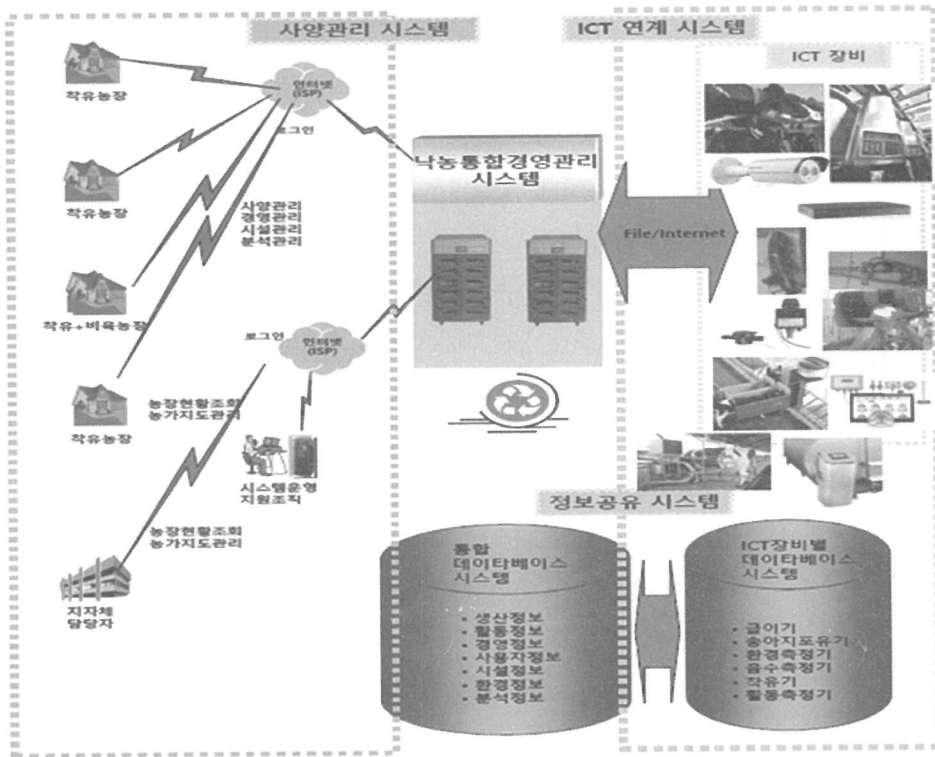 사양관리 시스템
ICT 연계 시스템
ICT 장비
착유농장
인터넷
(ISP)
로그인
낙농통합경영관리
시스템
착유농장
사양관리
경영관리
시설관리
분석관리
File/Internet
착유+비육농장
로그인
인터넷
(ISP)
착유농장
농장현황조회
농가지도관리
시스템운영
지원조직
정보공유 시스템
농장현황조회
농가지도관리
지자체
담당자
통합
데이타베이스
시스템
• 생산정보
• 활동정보
• 경영정보
• 사용자정보
• 시설정보
• 환경정보
• 분석정보
ICT장비별
데이타베이스
시스템
• 급이기
• 송아지포유기
• 환경측정기
• 음수측정기
• 착유기
• 활동측정기